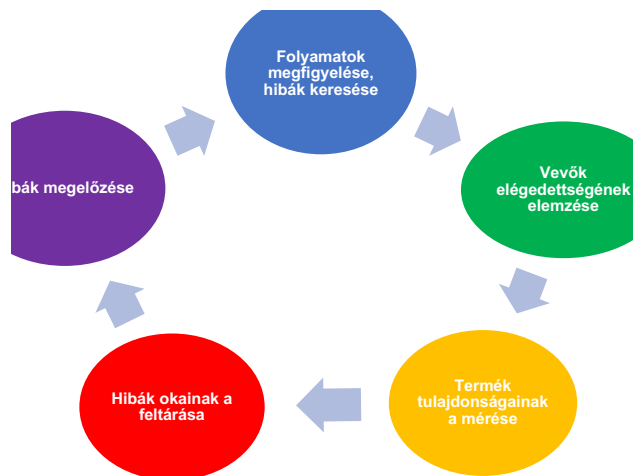 Folyamatok
megfigyelése,
hibák keresése
Vevők
elégedettségének
elemzése
Termék
tulajdonságainak
a mérése
Hibák okainak a
feltárása
bák megelőzése